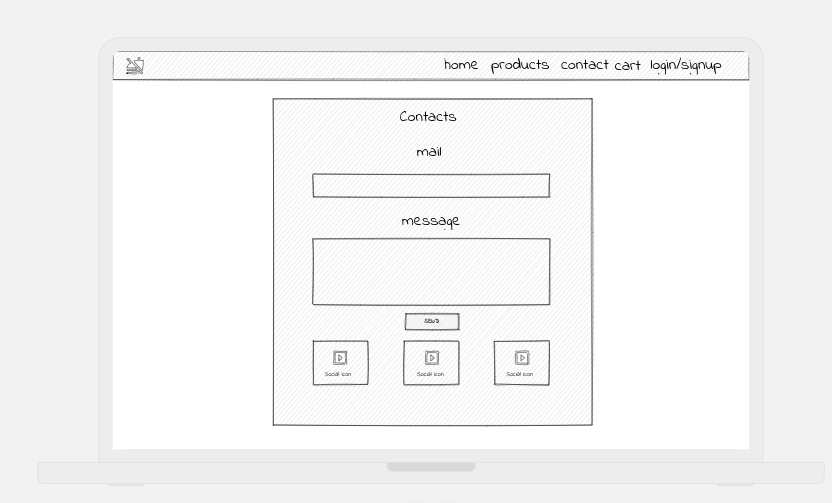 home products contact cart login/signup
Contacts
mail
message
SEND
Social icon Social icon Social icon